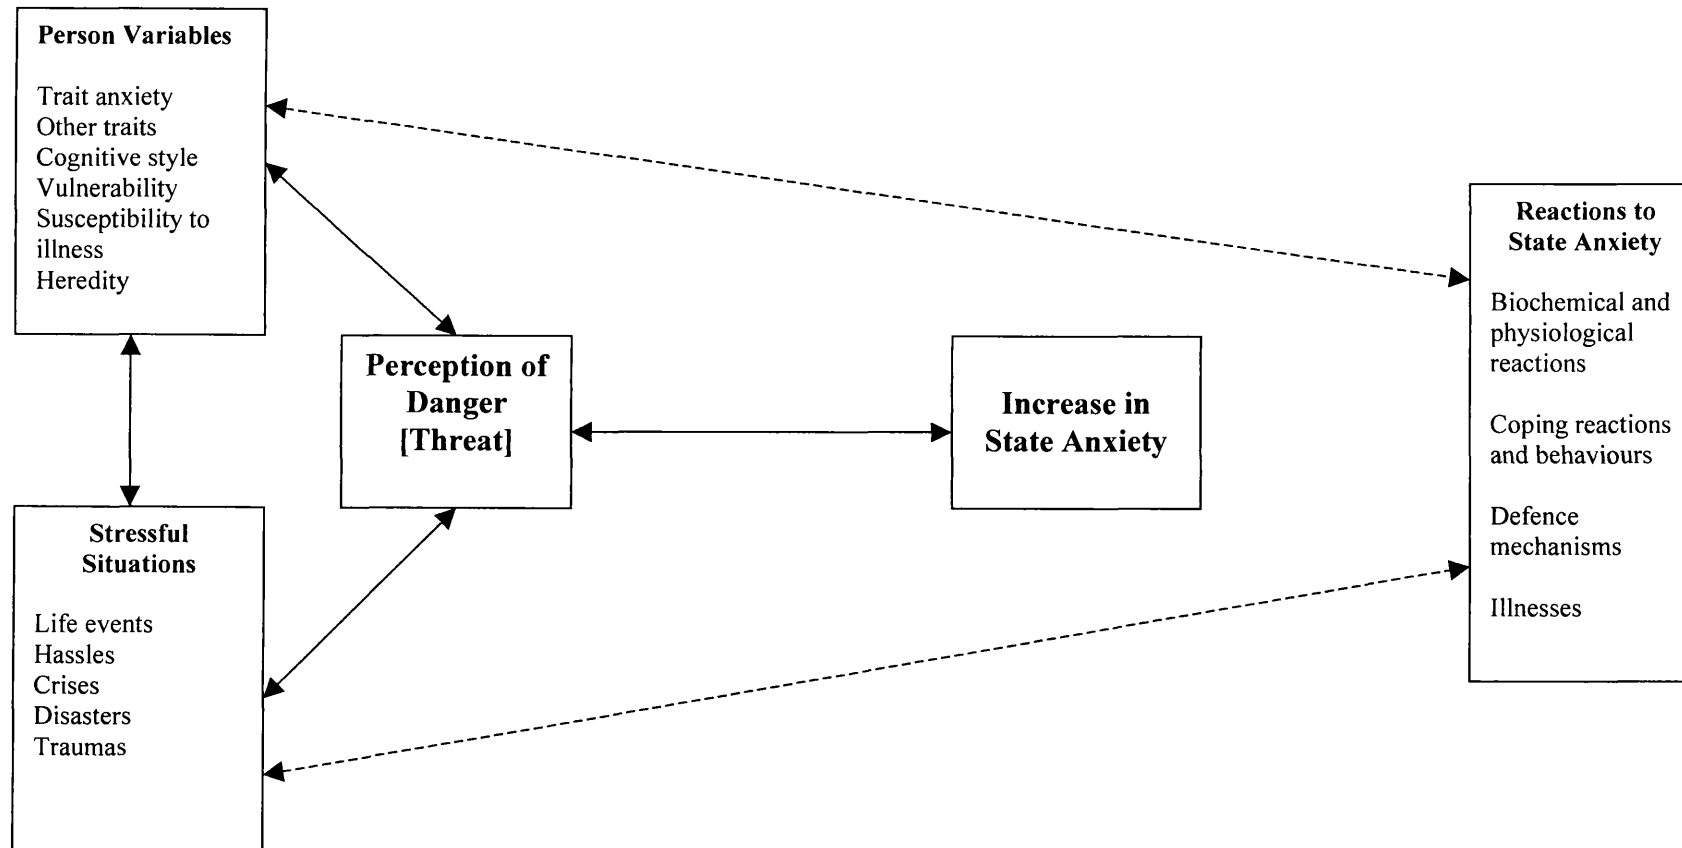 Person Variables
Trait anxiety
Other traits
Cognitive style
Vulnerability
Susceptibility to
illness
Heredity
Perception of
Danger
[Threat]
Increase in
State Anxiety
Reactions to
State Anxiety
Biochemical and
physiological
reactions
Coping reactions
and behaviours
Defence
mechanisms
Illnesses
Stressful
Situations
Life events
Hassles
Crises
Disasters
Traumas